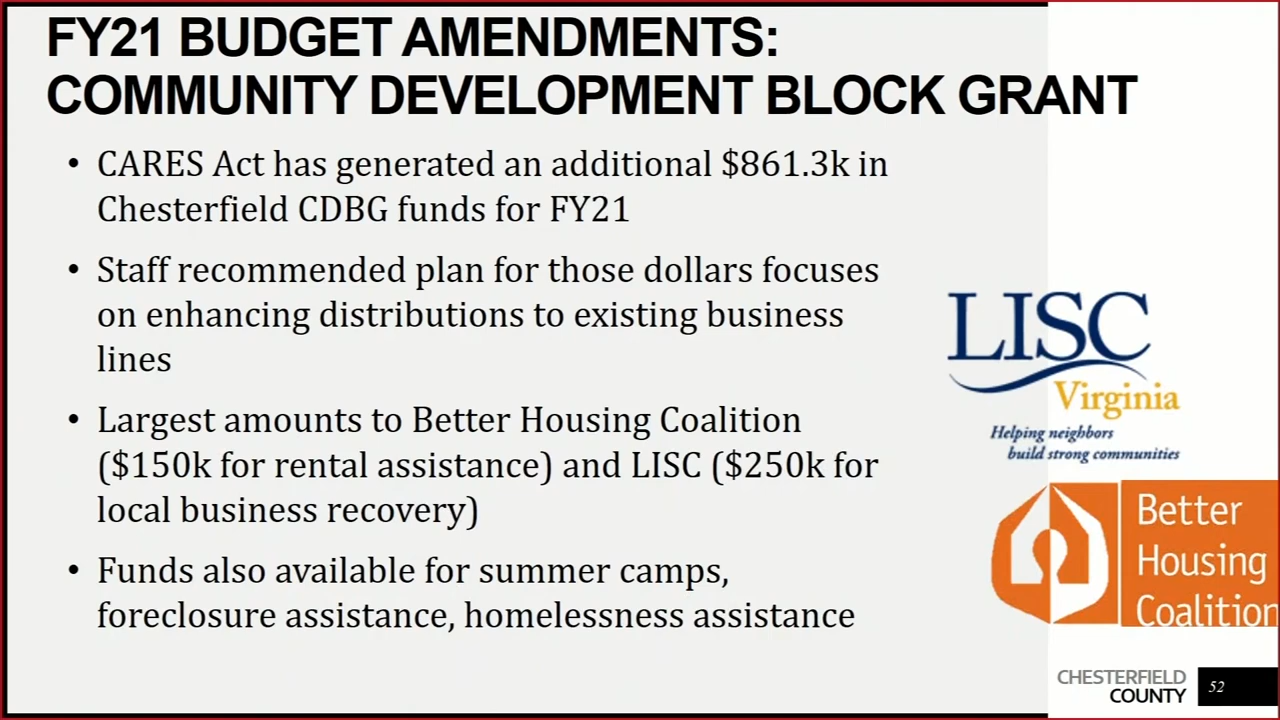 FY21 BUDGET AMENDMENTS:
COMMUNITY DEVELOPMENT BLOCK GRANT
• CARES Act has generated an additional $861.3k in
Chesterfield CDBG funds for FY21
• Staff recommended plan for those dollars focuses
on enhancing distributions to existing business
lines
• Largest amounts to Better Housing Coalition
($150k for rental assistance) and LISC ($250k for
local business recovery)
• Funds also available for summer camps,
foreclosure assistance, homelessness assistance
LISC
Virginia
Helping neighbors
build strong communities
Better
Housing
Coalition
CHESTERFIELD
COUNTY
52